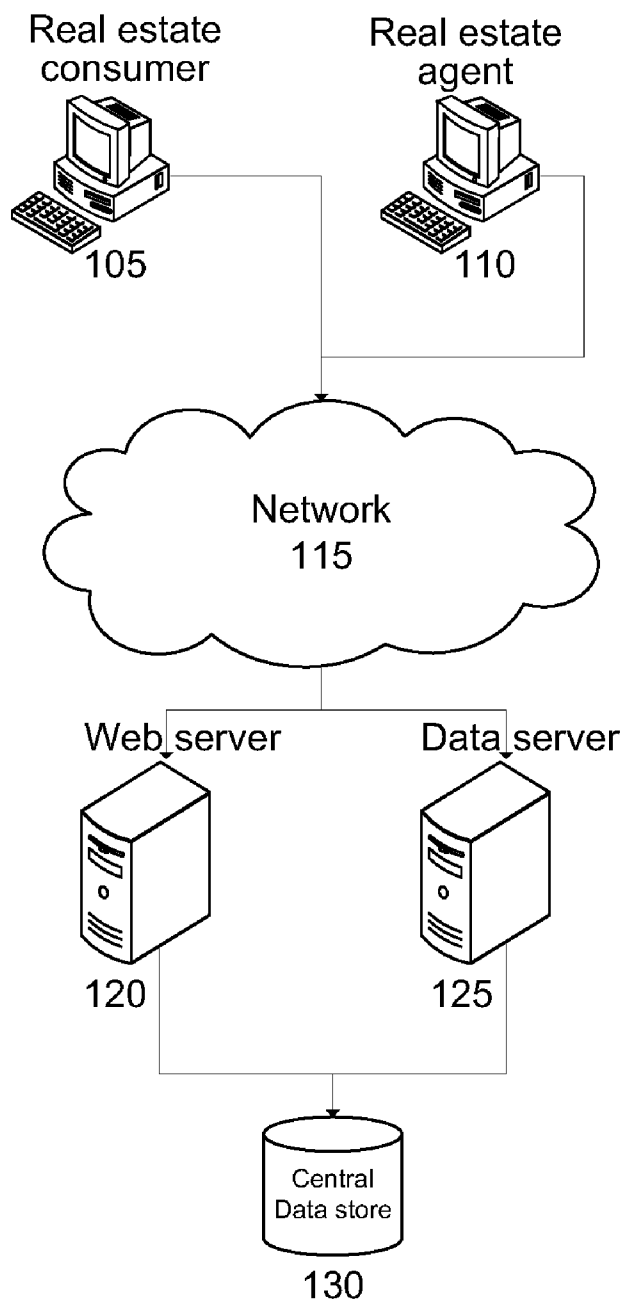 Real estate
consumer
105
Real estate
agent
110
Network
115
Web server
120
Data server
125
Central
Data store
130